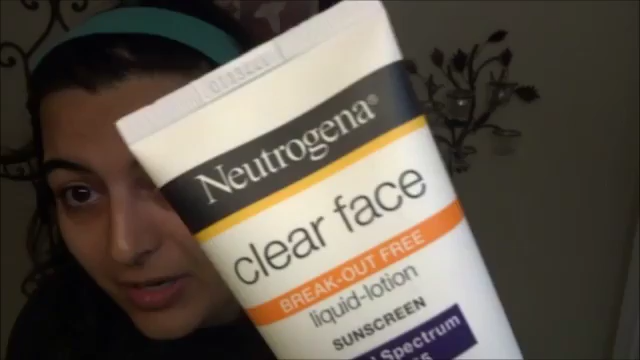 Neutrogena®
clear face
BREAK-OUT FREE
liquid-lotion
SUNSCREEN
Spectrum